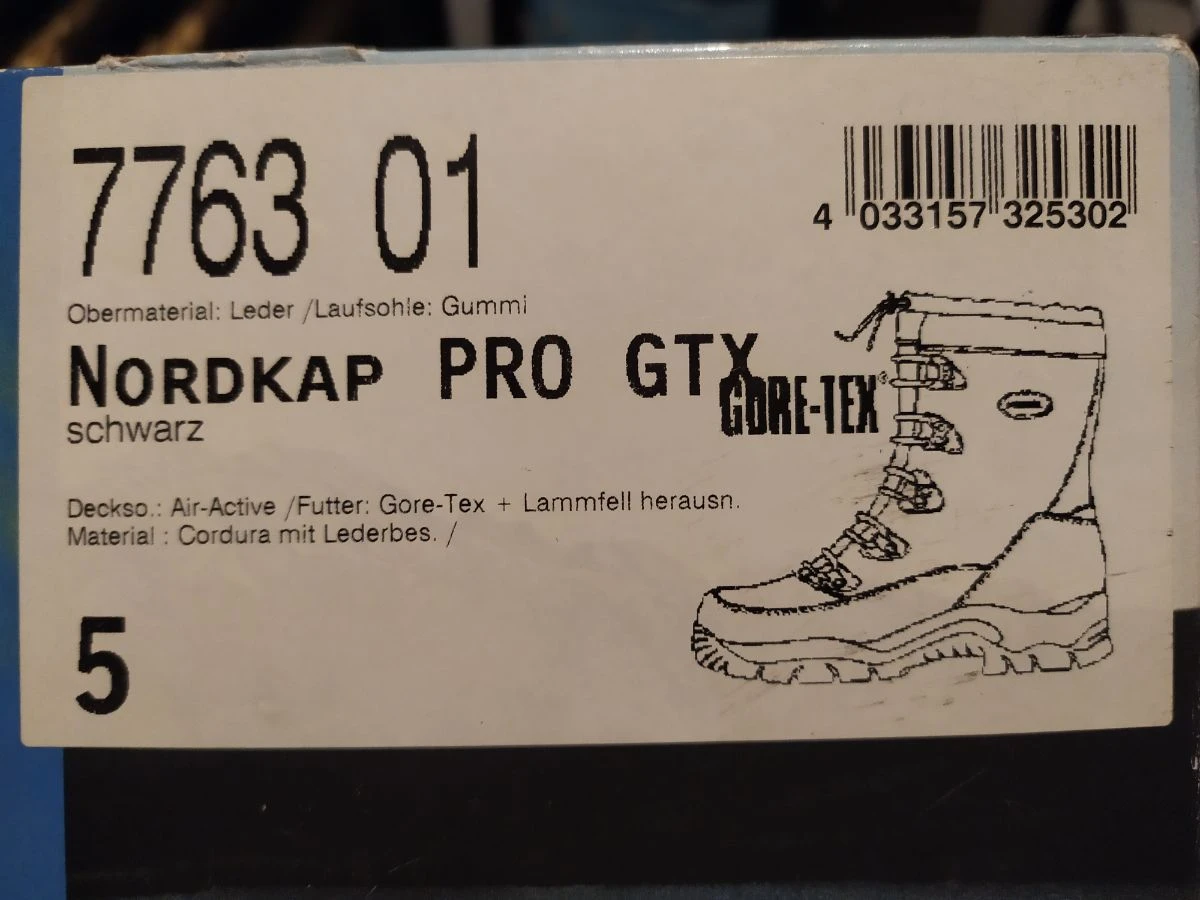 7763 01
4 033157 325302
Obermaterial: Leder /Laufsohle: Gummi
NORDKAP PRO GTX
GORE-TEX®
schwarz
Deckso.: Air-Active /Futter: Gore-Tex + Lammfell herausn.
Material : Cordura mit Lederbes. /
5